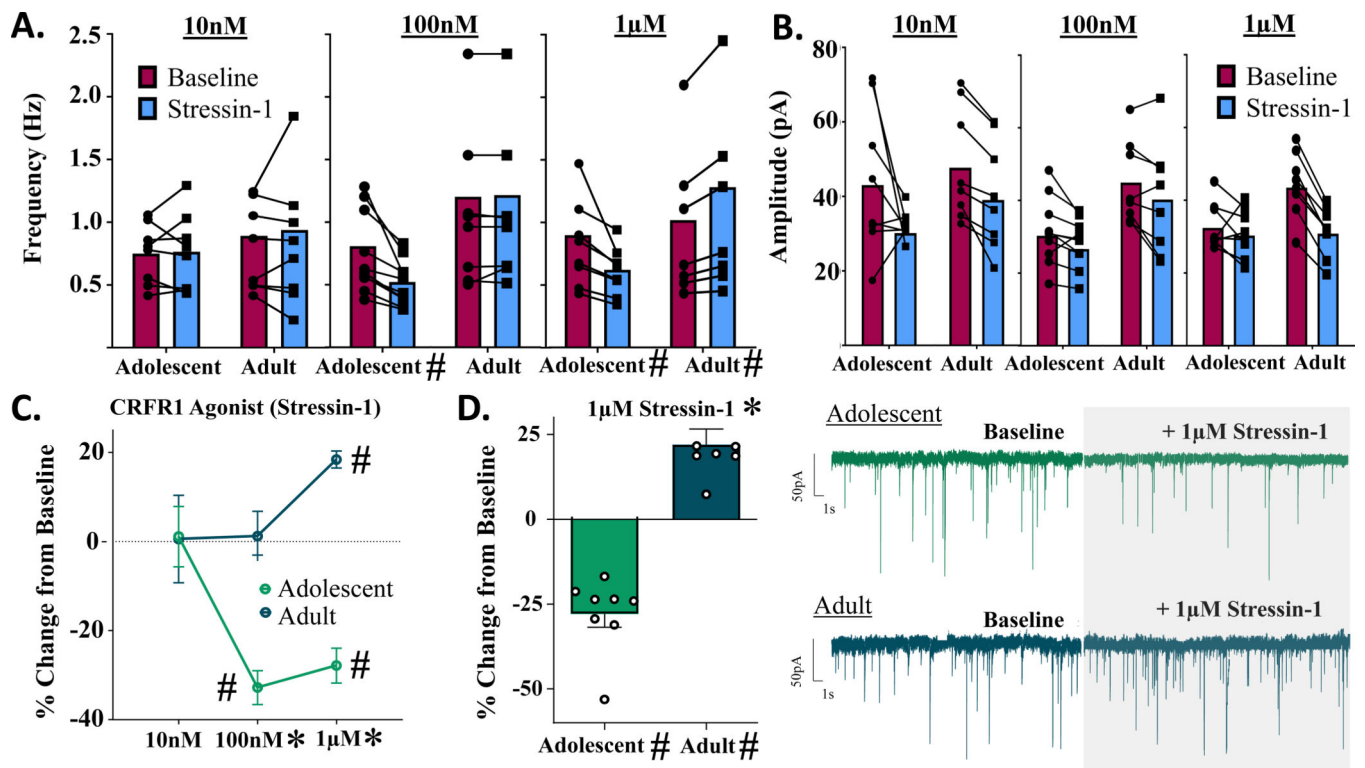 A.
10nM
100nM
1μM
Frequency (Hz)
2.5
2.0
1.5
1.0
0.5
Baseline
Stressin-1
Adolescent
Adult
Adolescent #
Adult
Adolescent #
Adult #
B.
10nM
100nM
1μM
Amplitude (pA)
80
60
40
20
Baseline
Stressin-1
Adolescent
Adult
Adolescent
Adult
Adolescent
Adult
C.
CRFR1 Agonist (Stressin-1)
% Change from Baseline
20
0
-20
-40
#
#
#
Adolescent
Adult
10nM
100nM *
1μM *
D.
1μM Stressin-1 *
% Change from Baseline
25
0
-25
-50
Adolescent #
Adult #
Adolescent
Baseline
+ 1μM Stressin-1
50pA
1s
Adult
Baseline
+ 1μM Stressin-1
50pA
1s